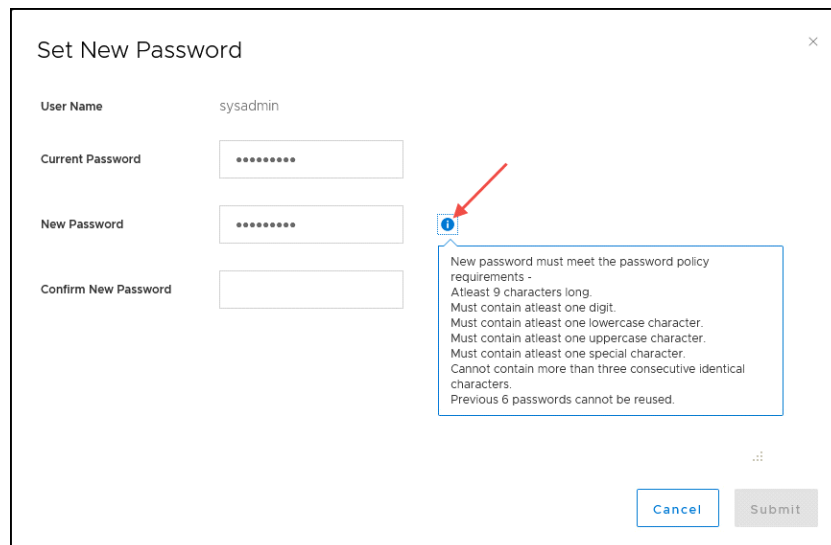 Set New Password
×
User Name
sysadmin
Current Password
•••••••••
New Password
•••••••••
i
New password must meet the password policy
requirements -
Atleast 9 characters long.
Must contain atleast one digit.
Must contain atleast one lowercase character.
Must contain atleast one uppercase character.
Must contain atleast one special character.
Cannot contain more than three consecutive identical
characters.
Previous 6 passwords cannot be reused.
Confirm New Password
Cancel
Submit